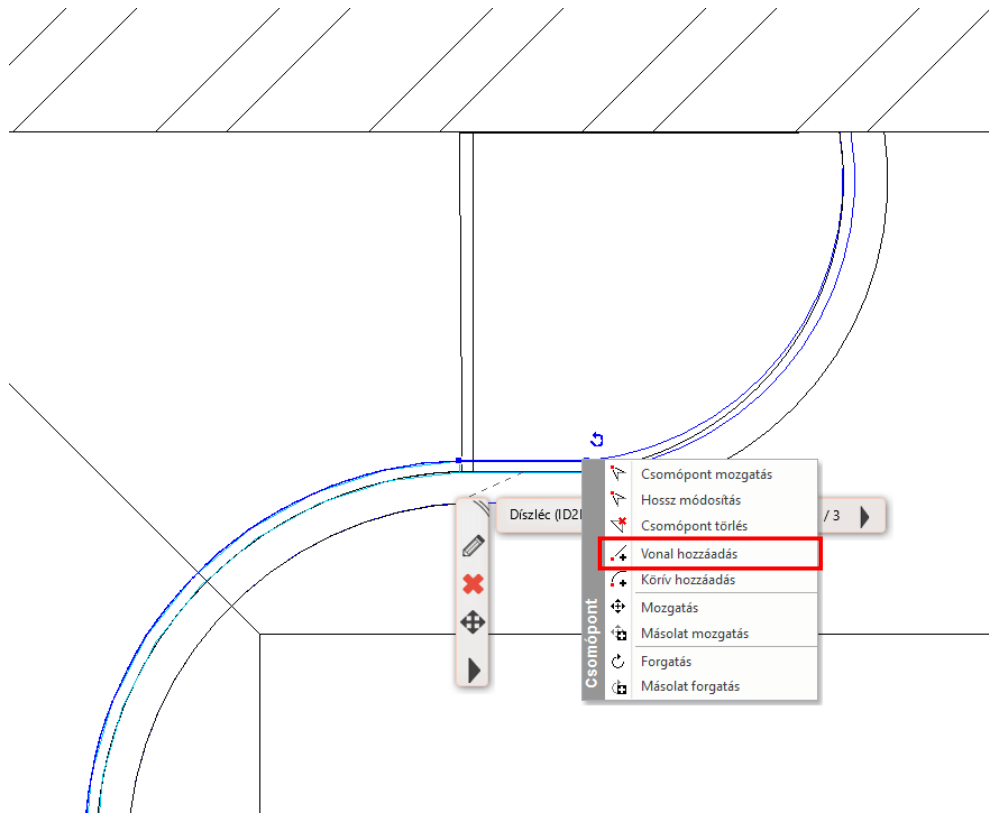 Díszléc (ID2
/ 3
Csomópont
Csomópont mozgatás
Hossz módosítás
Csomópont törlés
Vonal hozzáadás
Körív hozzáadás
Mozgatás
Másolat mozgatás
Forgatás
Másolat forgatás